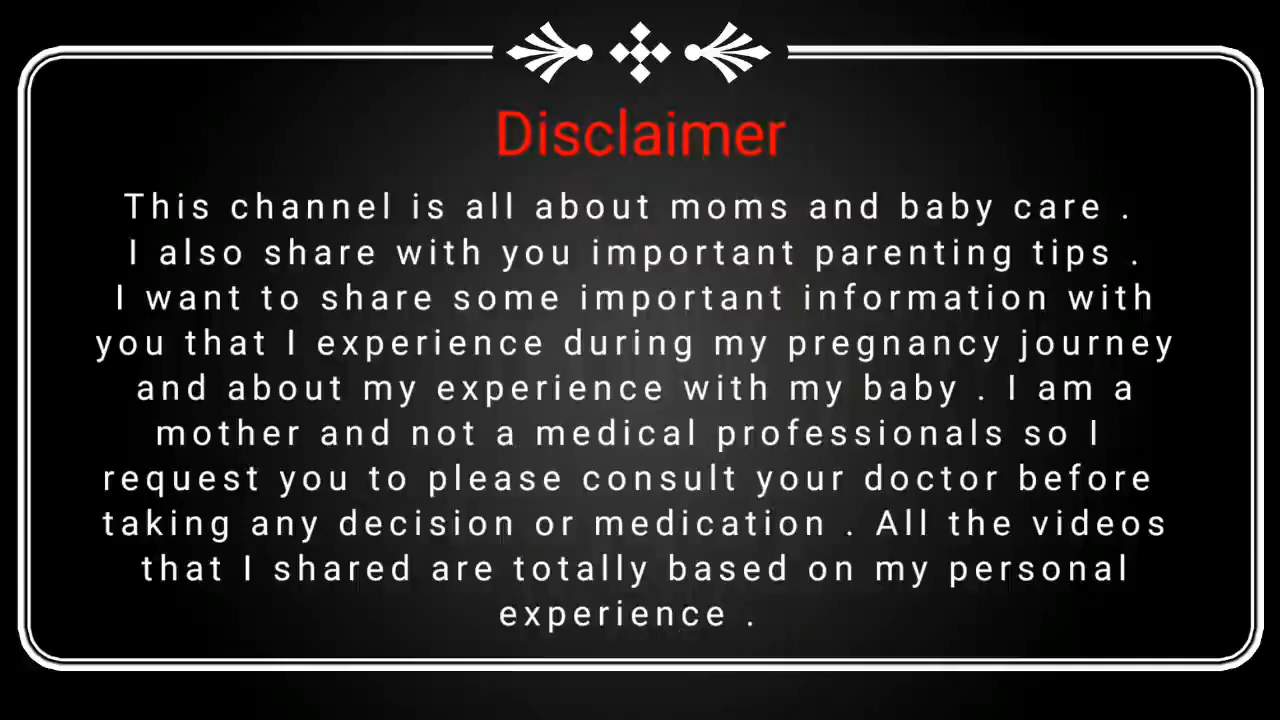 Disclaimer
This channel is all about moms and baby care .
I also share with you important parenting tips .
I want to share some important information with
you that I experience during my pregnancy journey
and about my experience with my baby . I am a
mother and not a medical professionals so I
request you to please consult your doctor before
taking any decision or medication . All the videos
that I shared are totally based on my personal
experience .